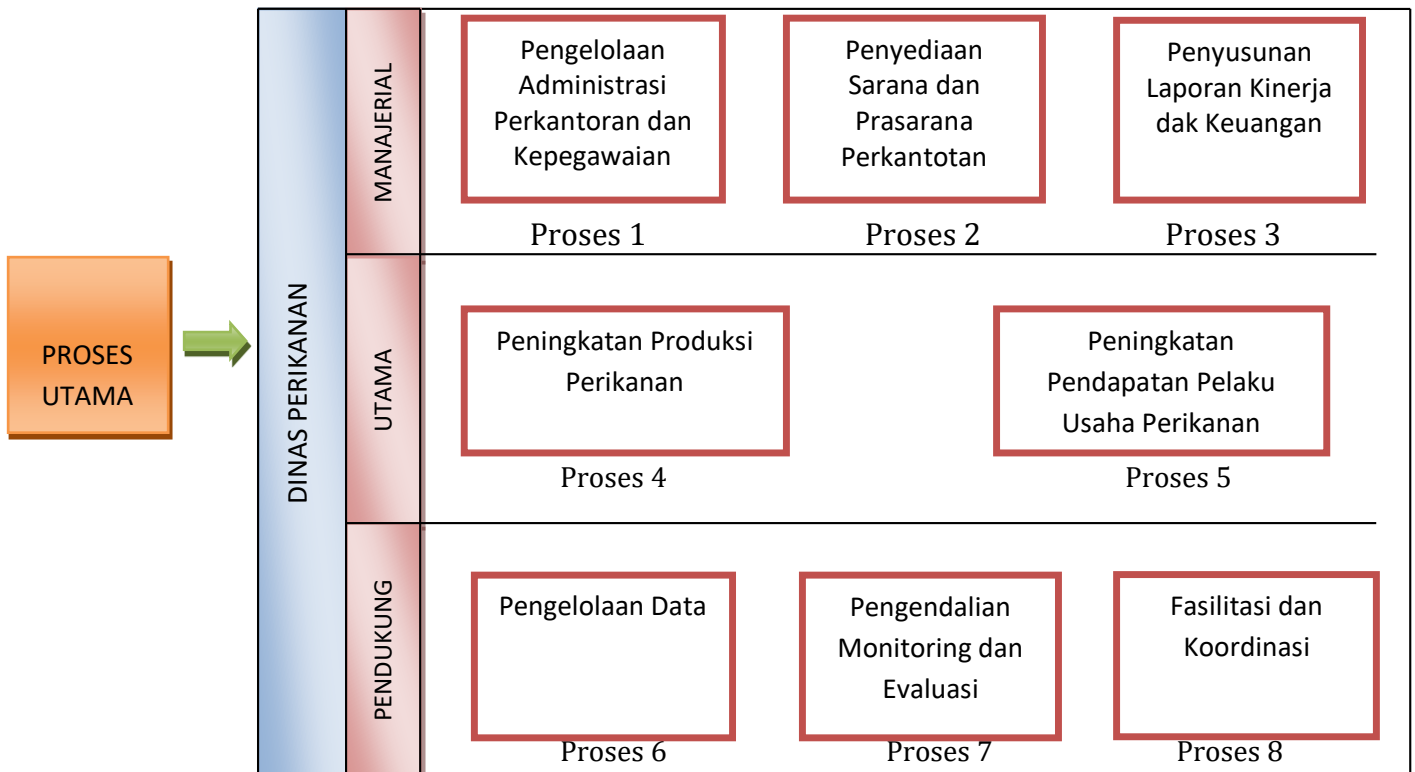 PROSES
UTAMA
DINAS PERIKANAN
MANAJERIAL
Pengelolaan
Administrasi
Perkantoran dan
Kepegawaian
Proses 1
Penyediaan
Sarana dan
Prasarana
Perkantotan
Proses 2
Penyusunan
Laporan Kinerja
dak Keuangan
Proses 3
UTAMA
Peningkatan Produksi
Perikanan
Proses 4
Peningkatan
Pendapatan Pelaku
Usaha Perikanan
Proses 5
PENDUKUNG
Pengelolaan Data
Proses 6
Pengendalian
Monitoring dan
Evaluasi
Proses 7
Fasilitasi dan
Koordinasi
Proses 8